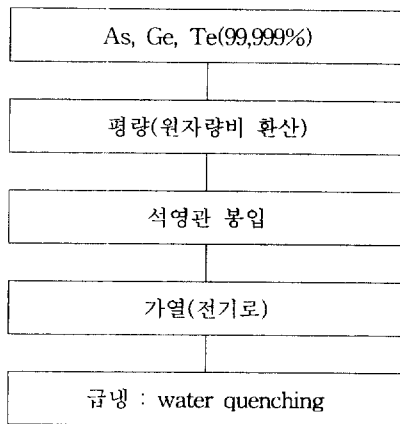 As, Ge, Te(99,999%)
평량(원자량비 환산)
석영관 봉입
가열(전기로)
급냉 : water quenching